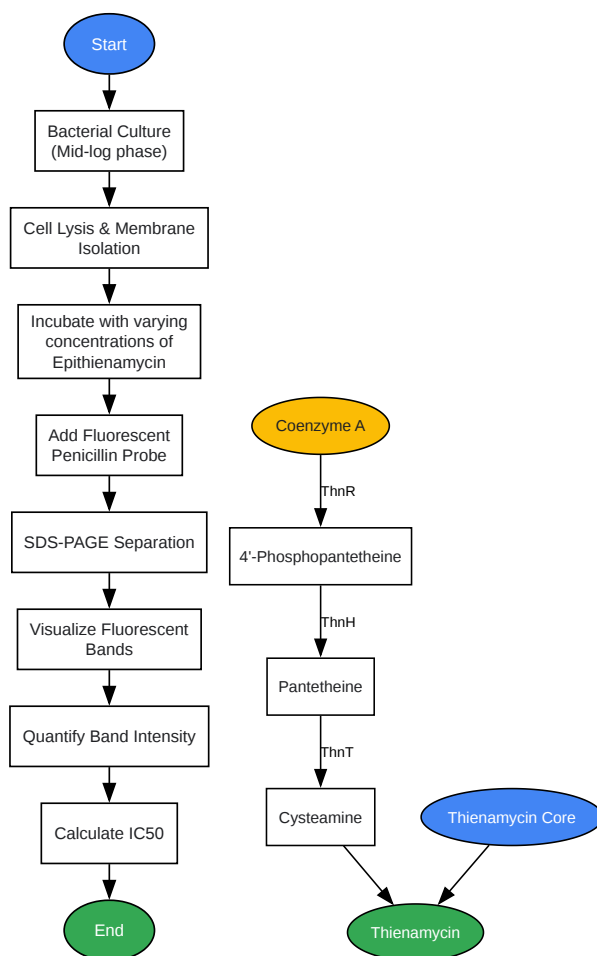 Start
Bacterial Culture
(Mid-log phase)
Cell Lysis & Membrane
Isolation
Incubate with varying
concentrations of
Epithienamycin
Add Fluorescent
Penicillin Probe
SDS-PAGE Separation
Visualize Fluorescent
Bands
Quantify Band Intensity
Calculate IC50
End
Coenzyme A
ThnR
4'-Phosphopantetheine
ThnH
Pantetheine
ThnT
Cysteamine
Thienamycin Core
Thienamycin